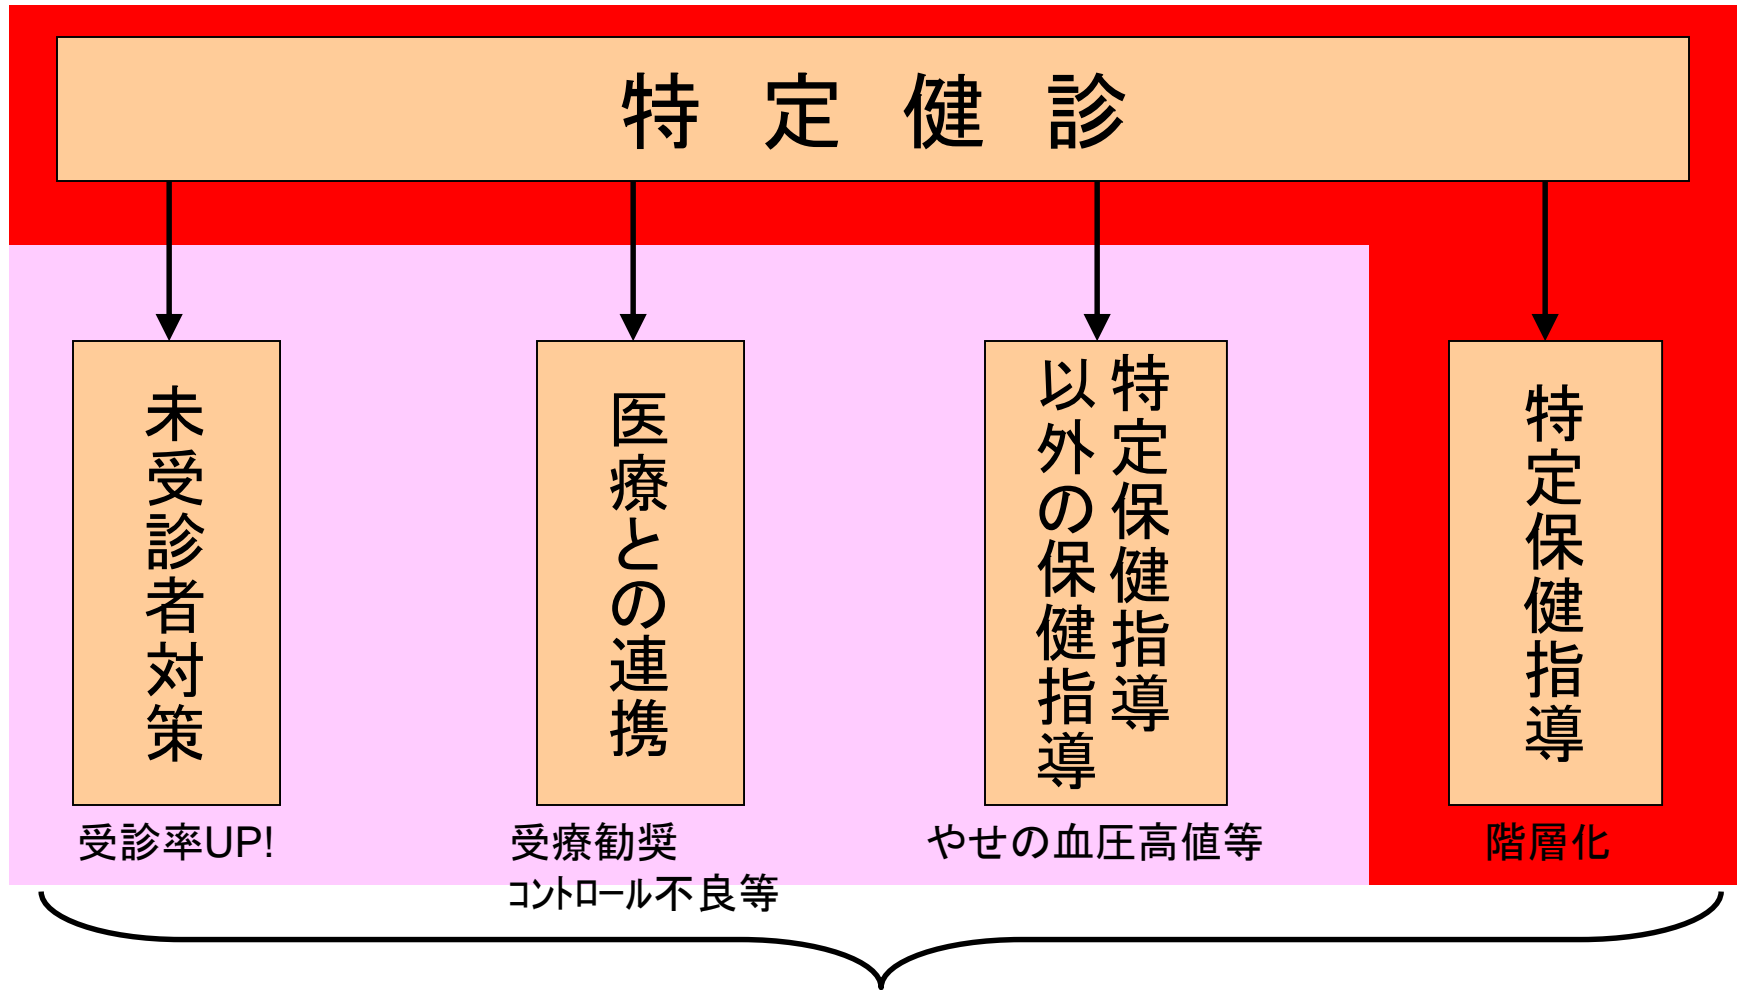 特定健診
未受診者対策
医療との連携
特定保健指導
以外の保健指導
特定保健指導
受診率UP!
受療勧奨
ｺﾝﾄﾛｰﾙ不良等
やせの血圧高値等
階層化